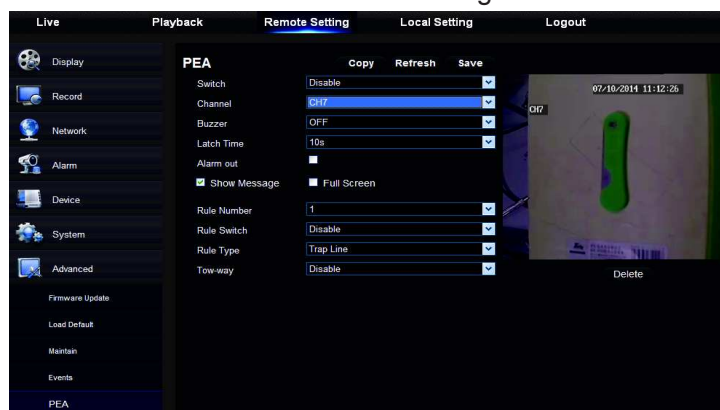 Live Playback Remote Setting Local Setting Logout
Display
Record
Network
Alarm
Device
System
Advanced
Firmware Update
Load Default
Maintain
Events
PEA
PEA Copy Refresh Save
Switch Disable
Channel CH7
Buzzer OFF
Latch Time 10s
Alarm out
Show Message Full Screen
Rule Number 1
Rule Switch Disable
Rule Type Trap Line
Tow-way Disable
07/10/2014 11:12:26
CH7
Delete